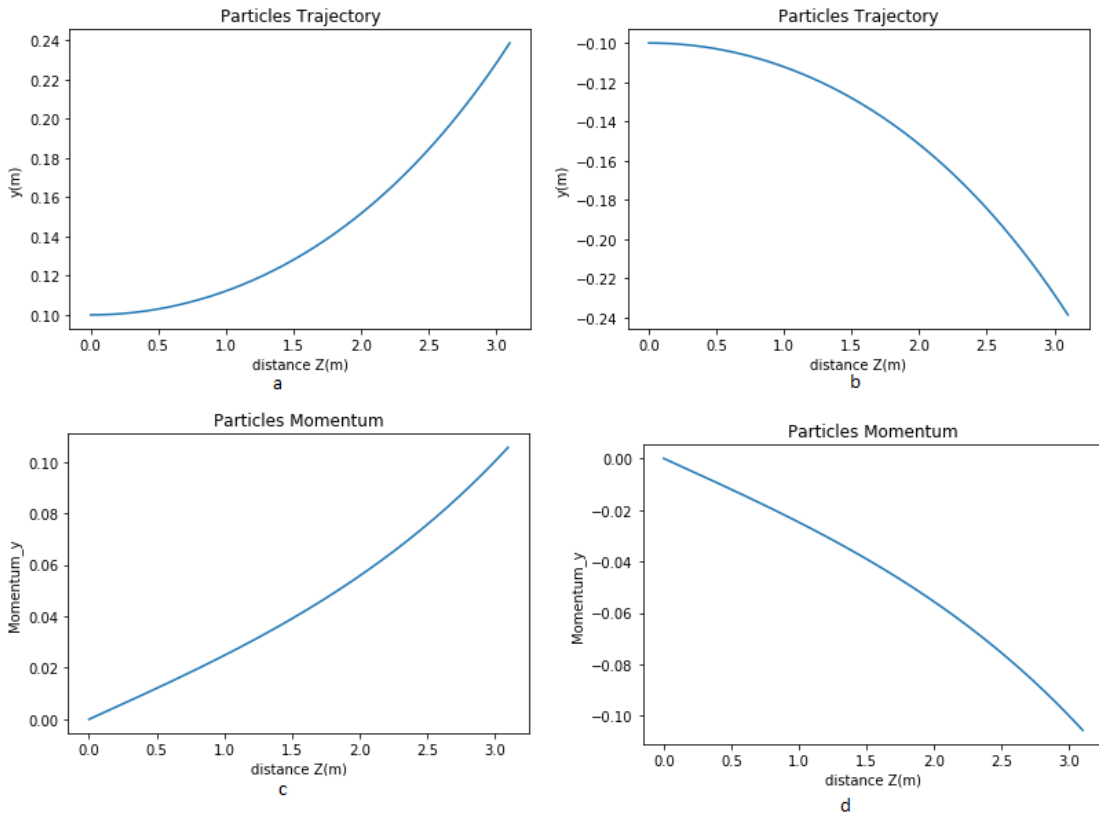 Particles Trajectory
y(m)
0.24
0.22
0.20
0.18
0.16
0.14
0.12
0.10
0.0 0.5 1.0 1.5 2.0 2.5 3.0
distance Z(m)
a
Particles Trajectory
y(m)
−0.10
−0.12
−0.14
−0.16
−0.18
−0.20
−0.22
−0.24
0.0 0.5 1.0 1.5 2.0 2.5 3.0
distance Z(m)
b
Particles Momentum
Momentum_y
0.10
0.08
0.06
0.04
0.02
0.00
0.0 0.5 1.0 1.5 2.0 2.5 3.0
distance Z(m)
c
Particles Momentum
Momentum_y
0.00
−0.02
−0.04
−0.06
−0.08
−0.10
0.0 0.5 1.0 1.5 2.0 2.5 3.0
distance Z(m)
d